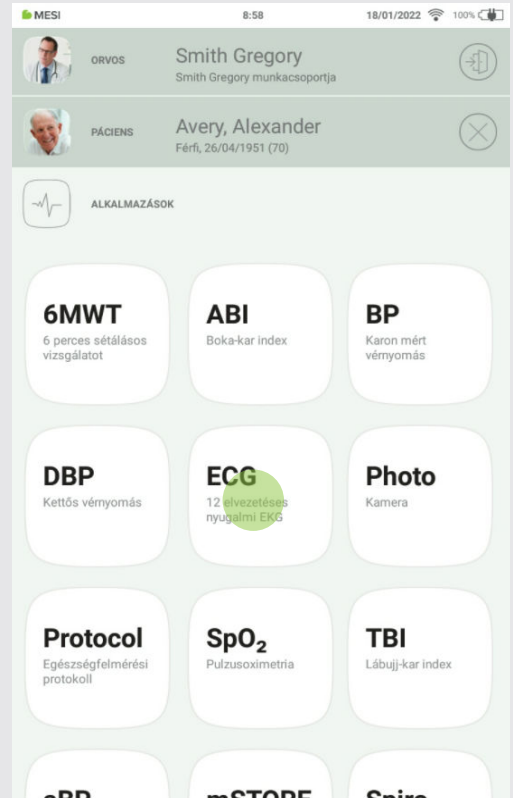 MESI 8:58 18/01/2022 100%
ORVOS Smith Gregory
Smith Gregory munkacsoportja
PÁCIENS Avery, Alexander
Férfi, 26/04/1951 (70)
ALKALMAZÁSOK
6MWT
6 perces sétálásos
vizsgálatot
ABI
Boka-kar index
BP
Karon mért
vérnyomás
DBP
Kettős vérnyomás
ECG
12 elvezetéses
nyugalmi EKG
Photo
Kamera
Protocol
Egészségfelmérési
protokoll
SpO₂
Pulzusoximetria
TBI
Lábujj-kar index
mSTORE
Spiro